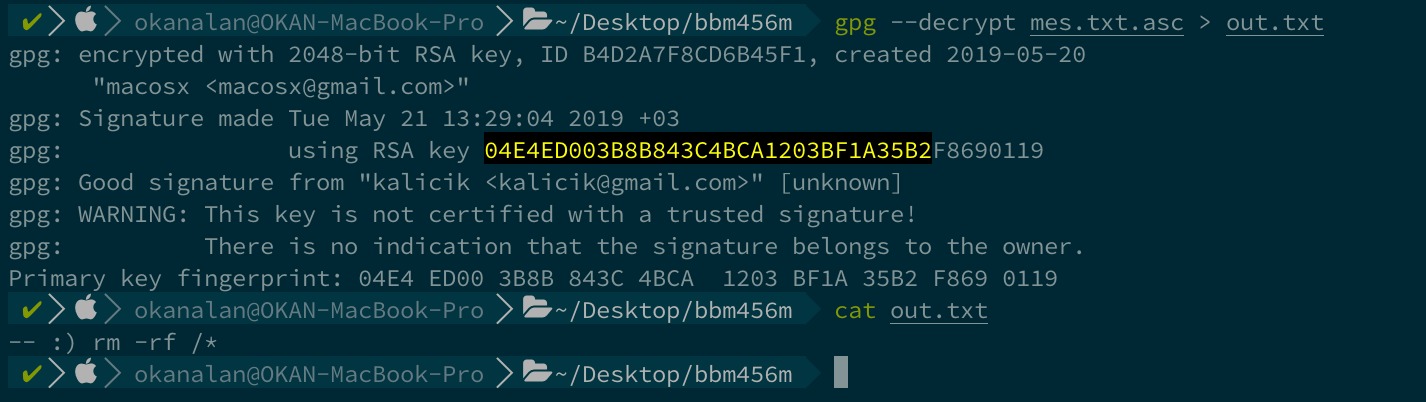 ✔ okanalan@OKAN-MacBook-Pro ~/Desktop/bbm456m gpg --decrypt mes.txt.asc > out.txt
gpg: encrypted with 2048-bit RSA key, ID B4D2A7F8CD6B45F1, created 2019-05-20
"macosx <macosx@gmail.com>"
gpg: Signature made Tue May 21 13:29:04 2019 +03
gpg: using RSA key 04E4ED003B8B843C4BCA1203BF1A35B2F8690119
gpg: Good signature from "kalicik <kalicik@gmail.com>" [unknown]
gpg: WARNING: This key is not certified with a trusted signature!
gpg: There is no indication that the signature belongs to the owner.
Primary key fingerprint: 04E4 ED00 3B8B 843C 4BCA 1203 BF1A 35B2 F869 0119
✔ okanalan@OKAN-MacBook-Pro ~/Desktop/bbm456m cat out.txt
-- :) rm -rf /*
✔ okanalan@OKAN-MacBook-Pro ~/Desktop/bbm456m